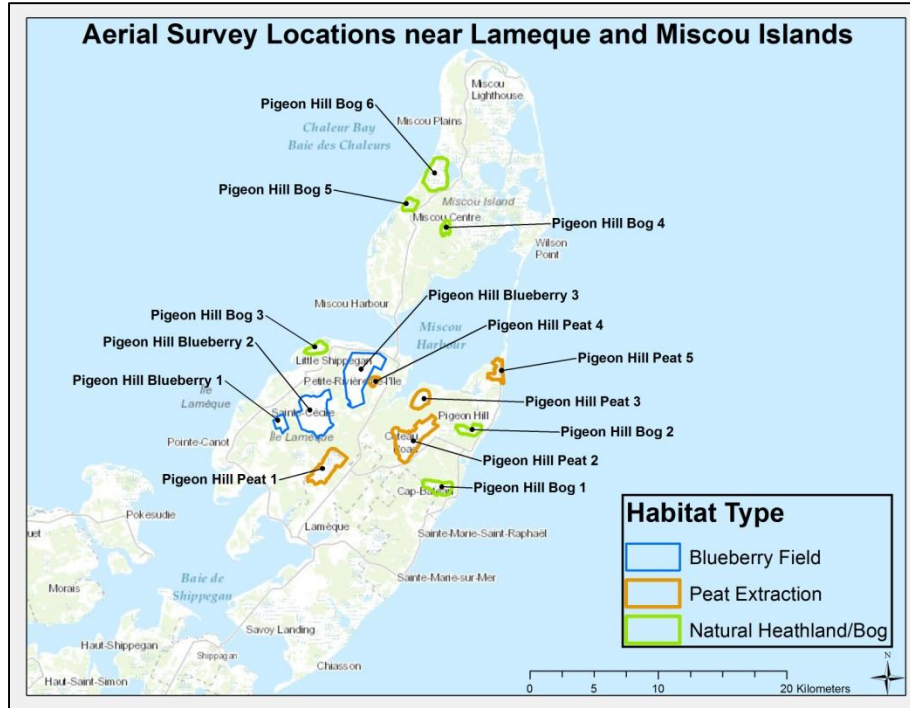 Aerial Survey Locations near Lameque and Miscou Islands
Miscou
Lighthouse
Pigeon Hill Bog 6
Chaleur Bay
Baie des Chaleurs
Miscou Plains
Pigeon Hill Bog 5
Miscou Island
Miscou Centre
Pigeon Hill Bog 4
Wilson
Point
Pigeon Hill Blueberry 3
Miscou Harbour
Pigeon Hill Bog 3
Miscou
Harbour
Pigeon Hill Peat 4
Pigeon Hill Blueberry 2
Little Shippegan
Pigeon Hill Peat 5
Pigeon Hill Blueberry 1
Île
Lamèque
Sainte-Cécile
Pigeon Hill Peat 3
Pigeon Hill
Pigeon Hill Bog 2
Pointe-Canot
Île Lamèque
Coteau
Road
Pigeon Hill Peat 2
Pigeon Hill Peat 1
Cap-Bateau
Pigeon Hill Bog 1
Pokesudie
Lamèque
Sainte-Marie-Saint-Raphaël
Baie de
Shippegan
Sainte-Marie-sur-Mer
Morais
Savoy Landing
Haut-Shippegan
Shippagan
Chiasson
Haut-Saint-Simon
Habitat Type
Blueberry Field
Peat Extraction
Natural Heathland/Bog
N
0 5 10 20 Kilometers